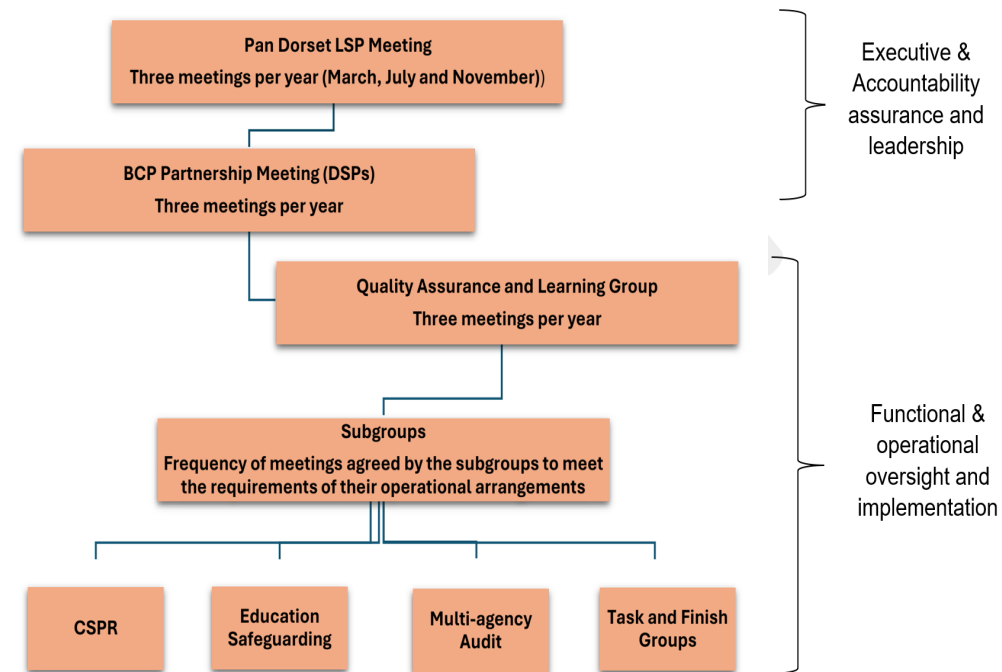 Pan Dorset LSP Meeting
Three meetings per year (March, July and November))
Executive &
Accountability
assurance and
leadership
BCP Partnership Meeting (DSPs)
Three meetings per year
Quality Assurance and Learning Group
Three meetings per year
Subgroups
Frequency of meetings agreed by the subgroups to meet
the requirements of their operational arrangements
Functional &
operational
oversight and
implementation
CSPR
Education
Safeguarding
Multi-agency
Audit
Task and Finish
Groups